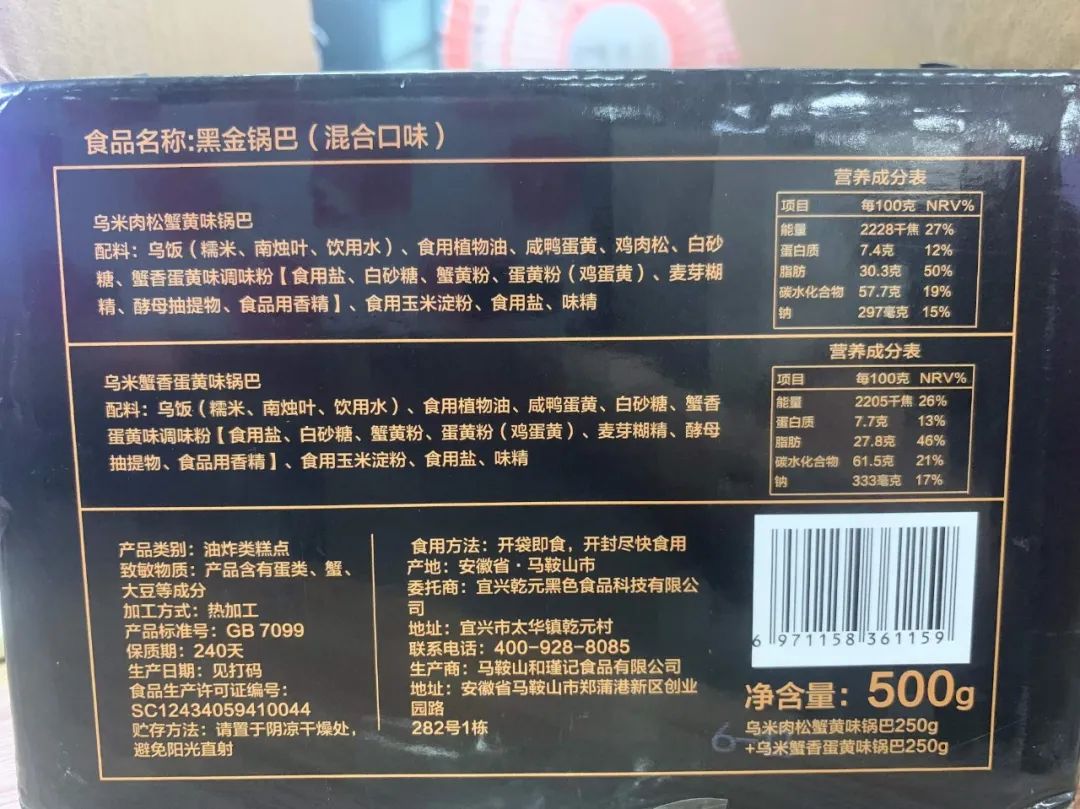 食品名称:黑金锅巴（混合口味）
乌米肉松蟹黄味锅巴
配料：乌饭（糯米、南烛叶、饮用水）、食用植物油、咸鸭蛋黄、鸡肉松、白砂
糖、蟹香蛋黄味调味粉【食用盐、白砂糖、蟹黄粉、蛋黄粉（鸡蛋黄）、麦芽糊
精、酵母抽提物、食品用香精】、食用玉米淀粉、食用盐、味精
营养成分表
项目 每100克 NRV%
能量 2228千焦 27%
蛋白质 7.4克 12%
脂肪 30.3克 50%
碳水化合物 57.7克 19%
钠 297毫克 15%
乌米蟹香蛋黄味锅巴
配料：乌饭（糯米、南烛叶、饮用水）、食用植物油、咸鸭蛋黄、白砂糖、蟹香
蛋黄味调味粉【食用盐、白砂糖、蟹黄粉、蛋黄粉（鸡蛋黄）、麦芽糊精、酵母
抽提物、食品用香精】、食用玉米淀粉、食用盐、味精
营养成分表
项目 每100克 NRV%
能量 2205千焦 26%
蛋白质 7.7克 13%
脂肪 27.8克 46%
碳水化合物 61.5克 21%
钠 333毫克 17%
产品类别：油炸类糕点
致敏物质：产品含有蛋类、蟹、
大豆等成分
加工方式：热加工
产品标准号：GB 7099
保质期：240天
生产日期：见打码
食品生产许可证编号：
SC12434059410044
贮存方法：请置于阴凉干燥处，
避免阳光直射
食用方法：开袋即食，开封尽快食用
产地：安徽省·马鞍山市
委托商：宜兴乾元黑色食品科技有限公
司
地址：宜兴市太华镇乾元村
联系电话：400-928-8085
生产商：马鞍山和瑾记食品有限公司
地址：安徽省马鞍山市郑蒲港新区创业
园路
282号1栋
6 971158 361159
净含量：500g
乌米肉松蟹黄味锅巴250g
+乌米蟹香蛋黄味锅巴250g